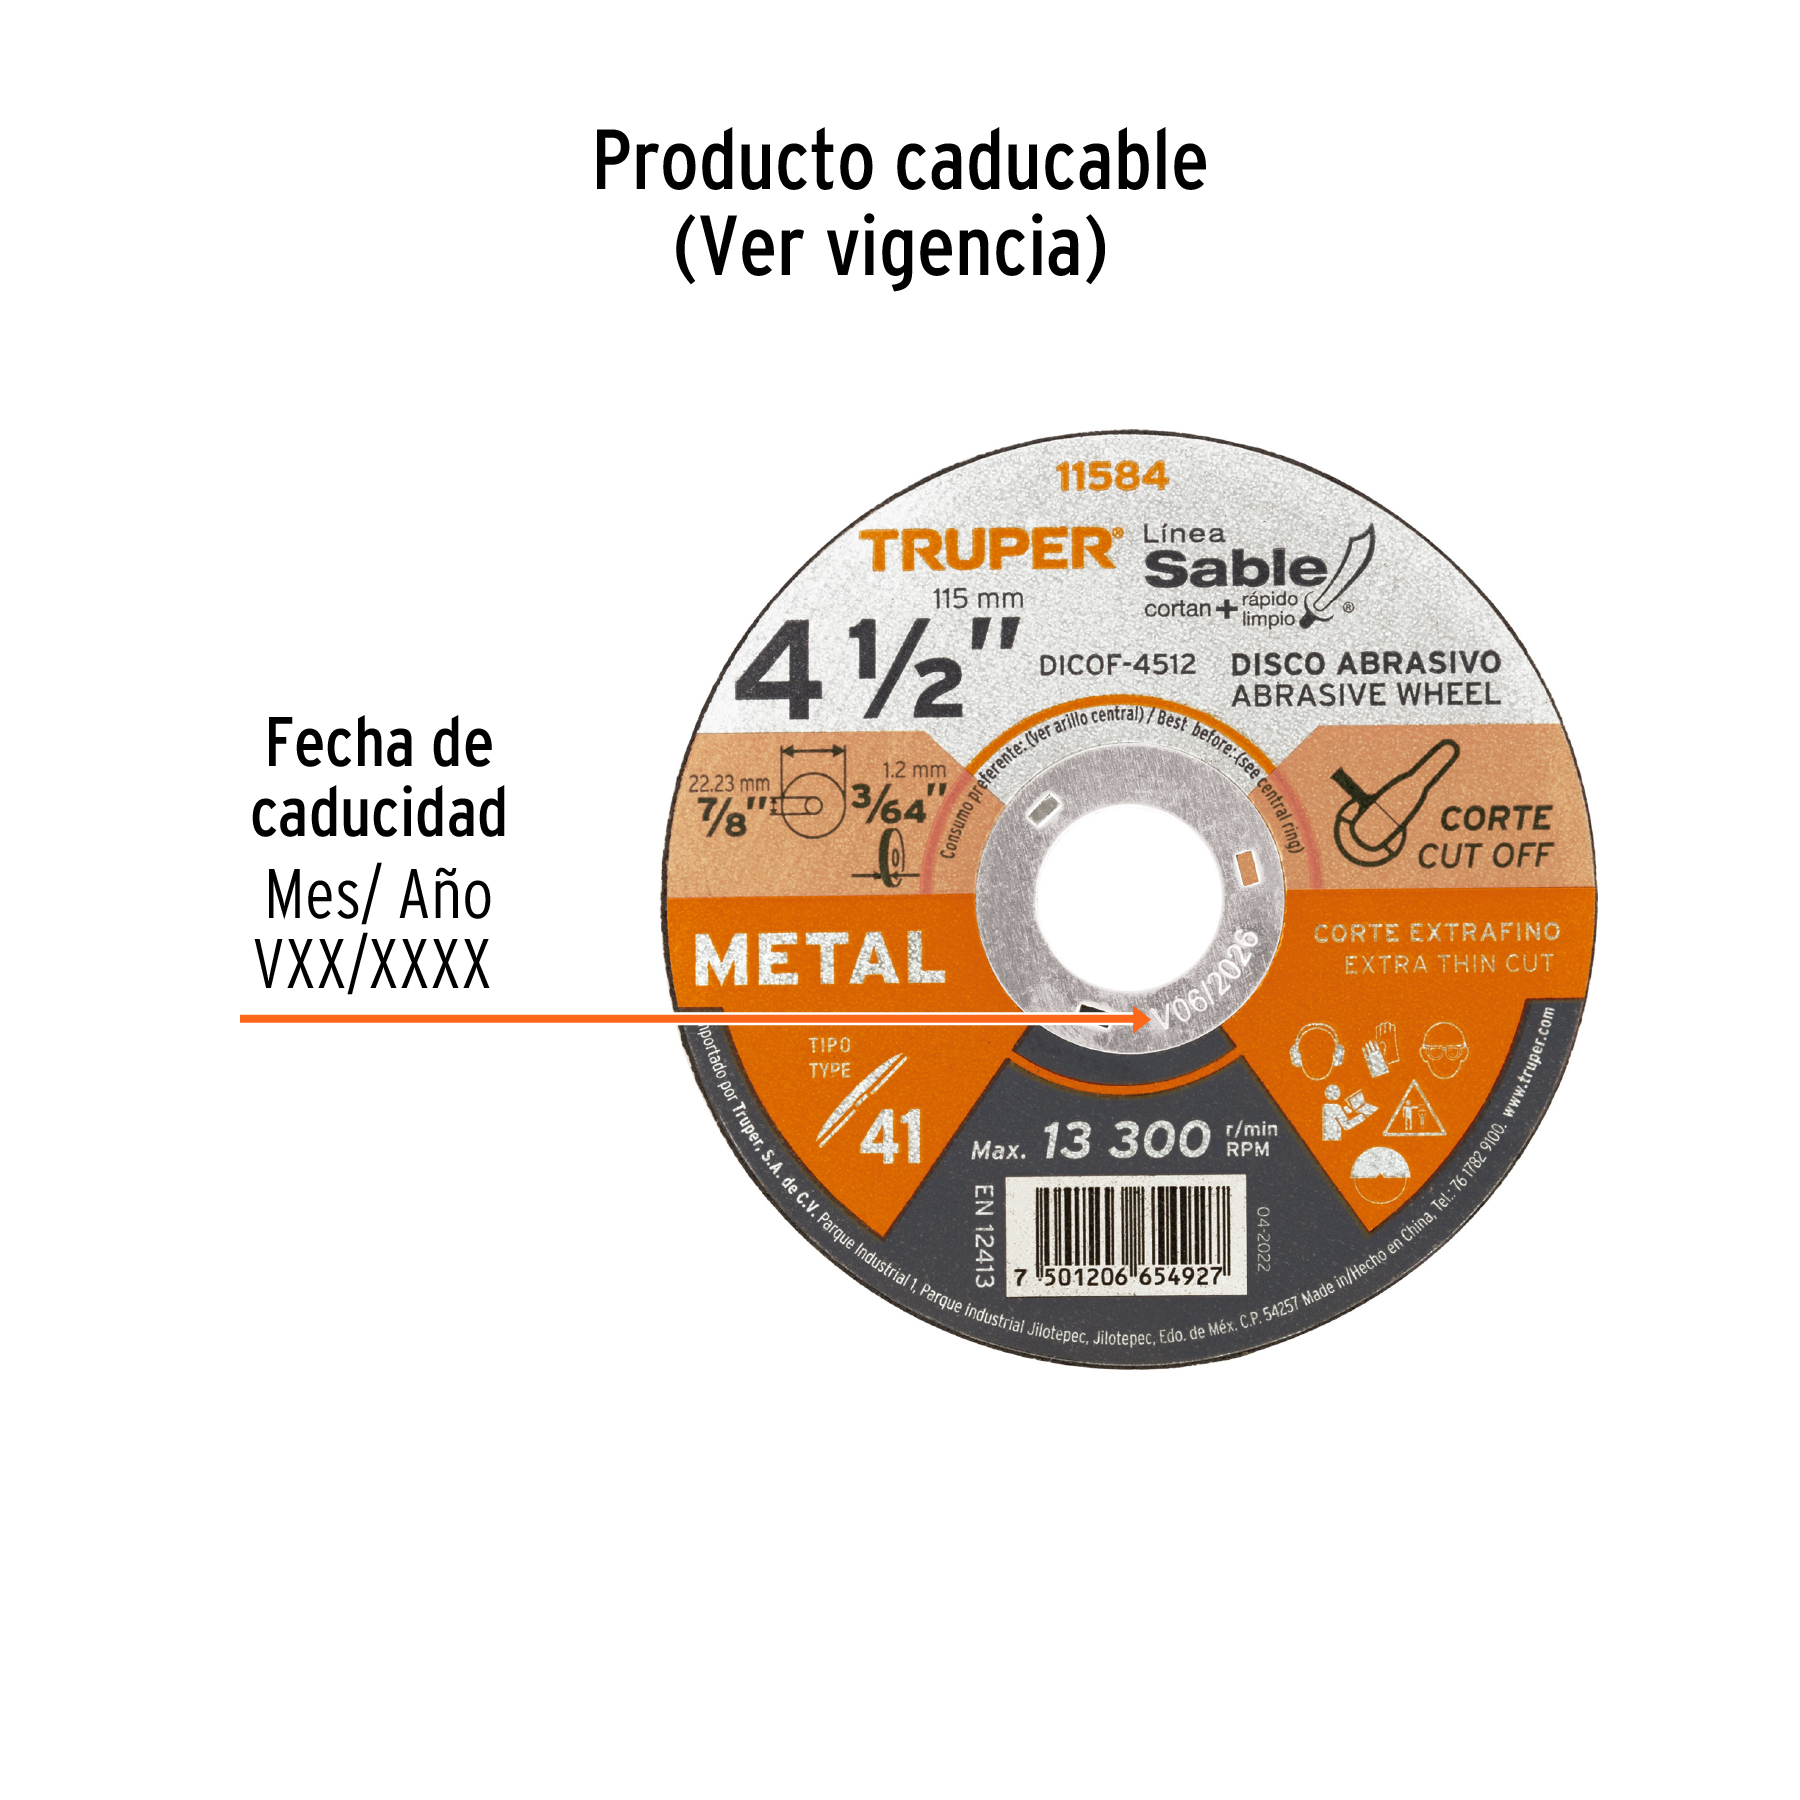 Producto caducable
(Ver vigencia)
Fecha de
caducidad
Mes/ Año
VXX/XXXX
11584
TRUPER®
Línea
Sable
cortan + rápido
limpio ®
115 mm
4 ½"
DICOF-4512
DISCO ABRASIVO
ABRASIVE WHEEL
Consumo preferente: (Ver arillo central) / Best before: (see central ring)
22.23 mm
7/8"
1.2 mm
3/64"
CORTE
CUT OFF
METAL
CORTE EXTRAFINO
EXTRA THIN CUT
V06/2026
TIPO
TYPE
41
Max. 13 300 r/min
RPM
EN 12413
7 501206 654927
04-2022
Importado por Truper, S.A. de C.V. Parque Industrial 1, Parque Industrial Jilotepec, Jilotepec, Edo. de Méx. C.P. 54257 Made in/Hecho en China, Tel.: 76 1782 9100. www.truper.com